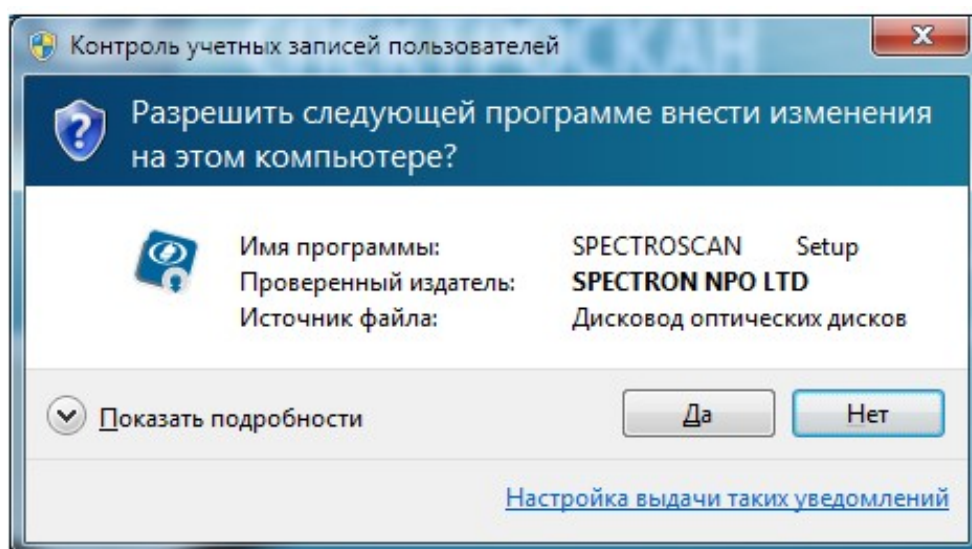 Контроль учетных записей пользователей
Разрешить следующей программе внести изменения
на этом компьютере?
Имя программы: SPECTROSCAN Setup
Проверенный издатель: SPECTRON NPO LTD
Источник файла: Дисковод оптических дисков
Показать подробности Да Нет
Настройка выдачи таких уведомлений